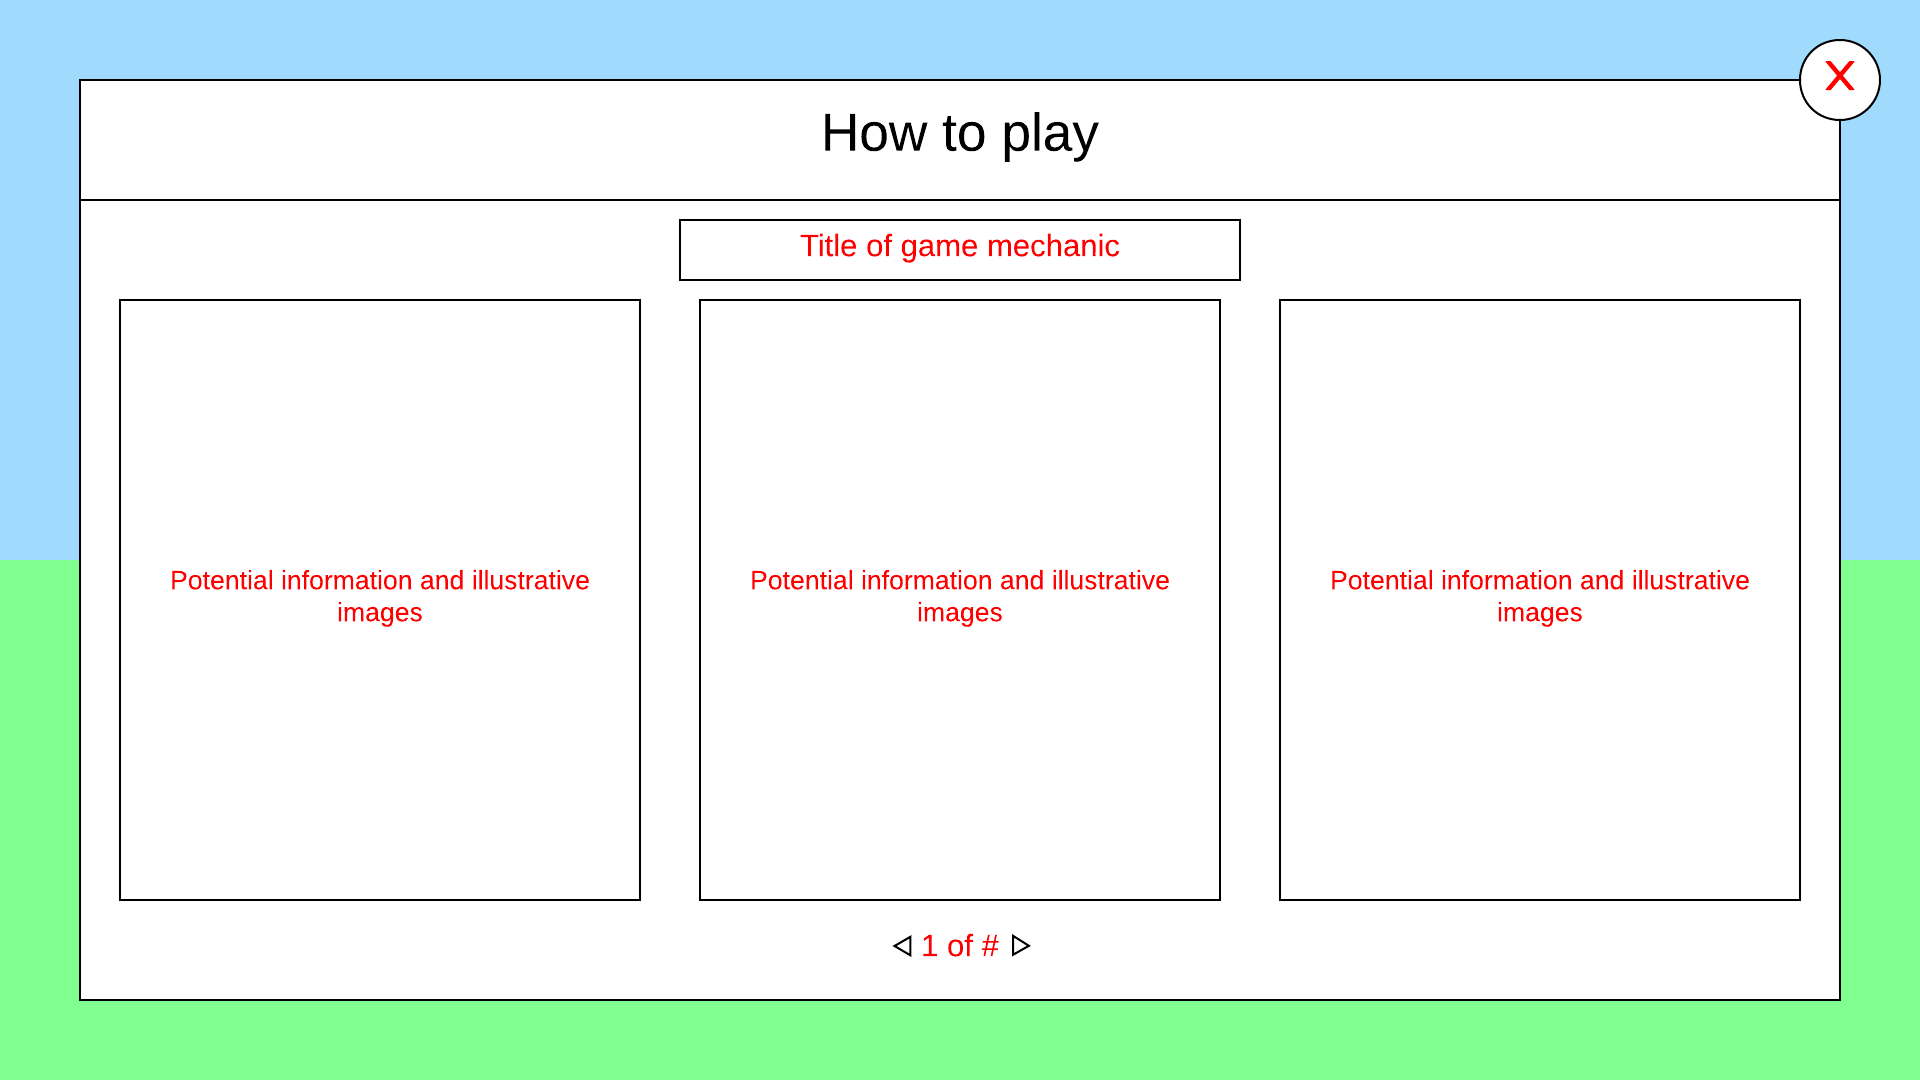 X
How to play
Title of game mechanic
Potential information and illustrative
images
Potential information and illustrative
images
Potential information and illustrative
images
1 of #